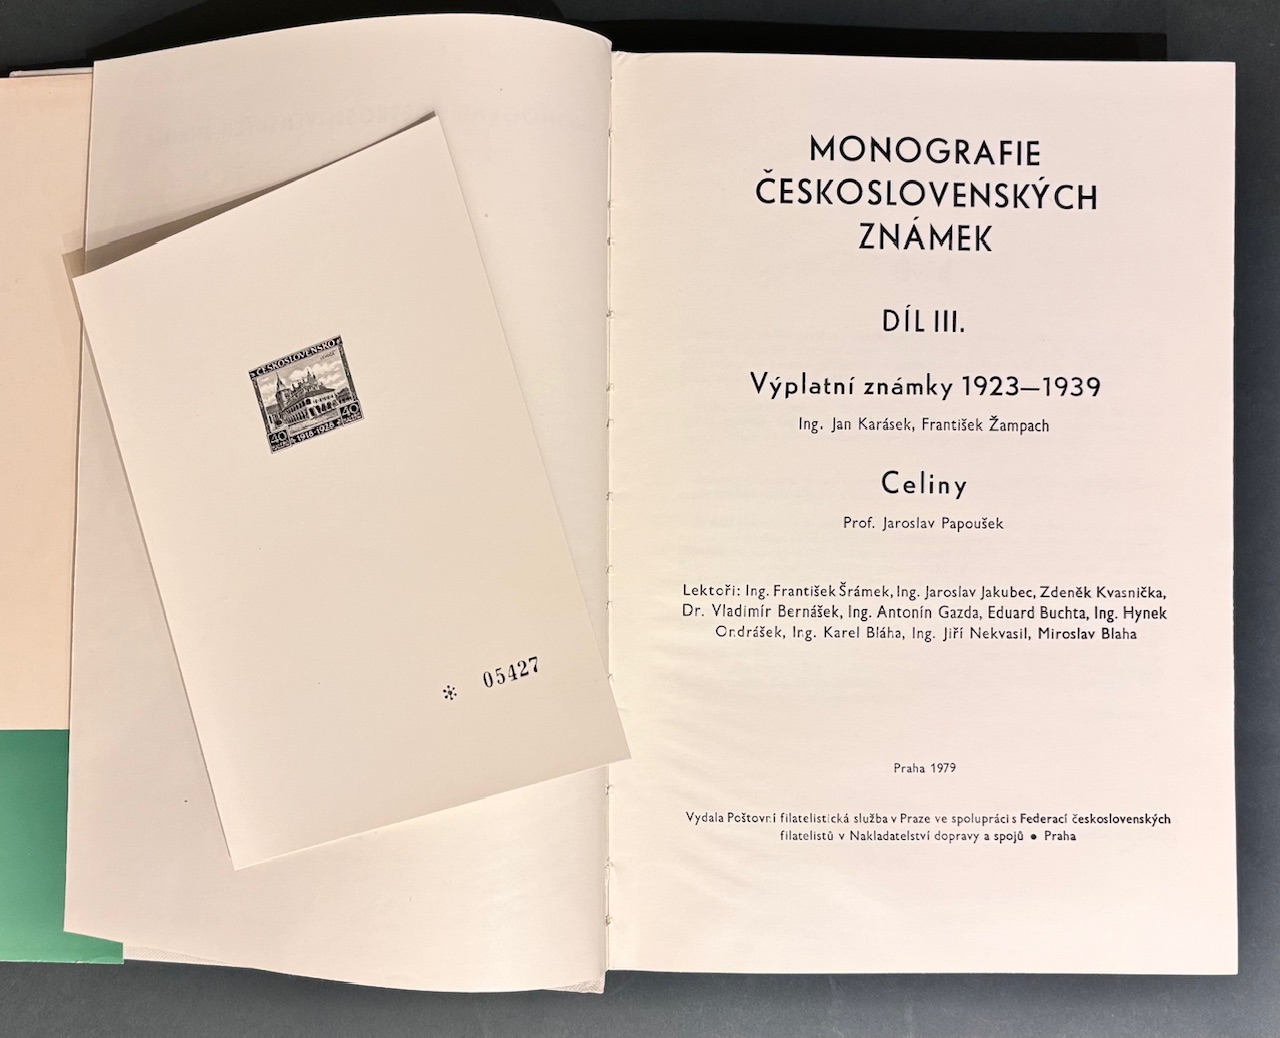 ČESKOSLOVENSKO
40 40
1918-1928
* 05427
MONOGRAFIE
ČESKOSLOVENSKÝCH
ZNÁMEK
DÍL III.
Výplatní známky 1923—1939
Ing. Jan Karásek, František Žampach
Celiny
Prof. Jaroslav Papoušek
Lektoři: Ing. František Šrámek, Ing. Jaroslav Jakubec, Zdeněk Kvasnička,
Dr. Vladimír Bernášek, Ing. Antonín Gazda, Eduard Buchta, Ing. Hynek
Ondrášek, Ing. Karel Bláha, Ing. Jiří Nekvasil, Miroslav Blaha
Praha 1979
Vydala Poštovní filatelistická služba v Praze ve spolupráci s Federací československých
filatelistů v Nakladatelství dopravy a spojů ● Praha